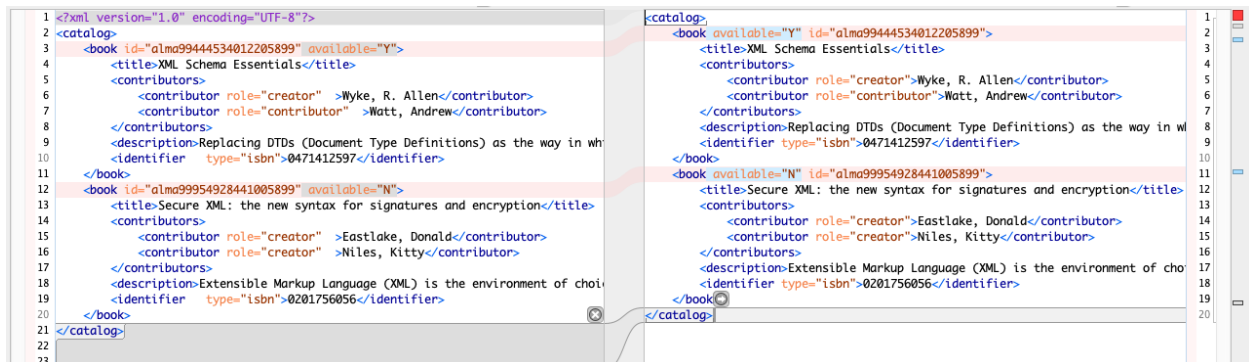 1 <?xml version="1.0" encoding="UTF-8"?>
2 <catalog>
3 <book id="alma99444534012205899" available="Y">
4 <title>XML Schema Essentials</title>
5 <contributors>
6 <contributor role="creator"  >Wyke, R. Allen</contributor>
7 <contributor role="contributor"  >Watt, Andrew</contributor>
8 </contributors>
9 <description>Replacing DTDs (Document Type Definitions) as the way in wh
10 <identifier   type="isbn">0471412597</identifier>
11 </book>
12 <book id="alma99954928441005899" available="N">
13 <title>Secure XML: the new syntax for signatures and encryption</title>
14 <contributors>
15 <contributor role="creator"  >Eastlake, Donald</contributor>
16 <contributor role="creator"  >Niles, Kitty</contributor>
17 </contributors>
18 <description>Extensible Markup Language (XML) is the environment of choi
19 <identifier   type="isbn">0201756056</identifier>
20 </book>
21 </catalog>
22
23
<catalog> 1
<book available="Y" id="alma99444534012205899"> 2
<title>XML Schema Essentials</title> 3
<contributors> 4
<contributor role="creator">Wyke, R. Allen</contributor> 5
<contributor role="contributor">Watt, Andrew</contributor> 6
</contributors> 7
<description>Replacing DTDs (Document Type Definitions) as the way in w 8
<identifier type="isbn">0471412597</identifier> 9
</book> 10
<book available="N" id="alma99954928441005899"> 11
<title>Secure XML: the new syntax for signatures and encryption</title> 12
<contributors> 13
<contributor role="creator">Eastlake, Donald</contributor> 14
<contributor role="creator">Niles, Kitty</contributor> 15
</contributors> 16
<description>Extensible Markup Language (XML) is the environment of cho 17
<identifier type="isbn">0201756056</identifier> 18
</book 19
</catalog> 20